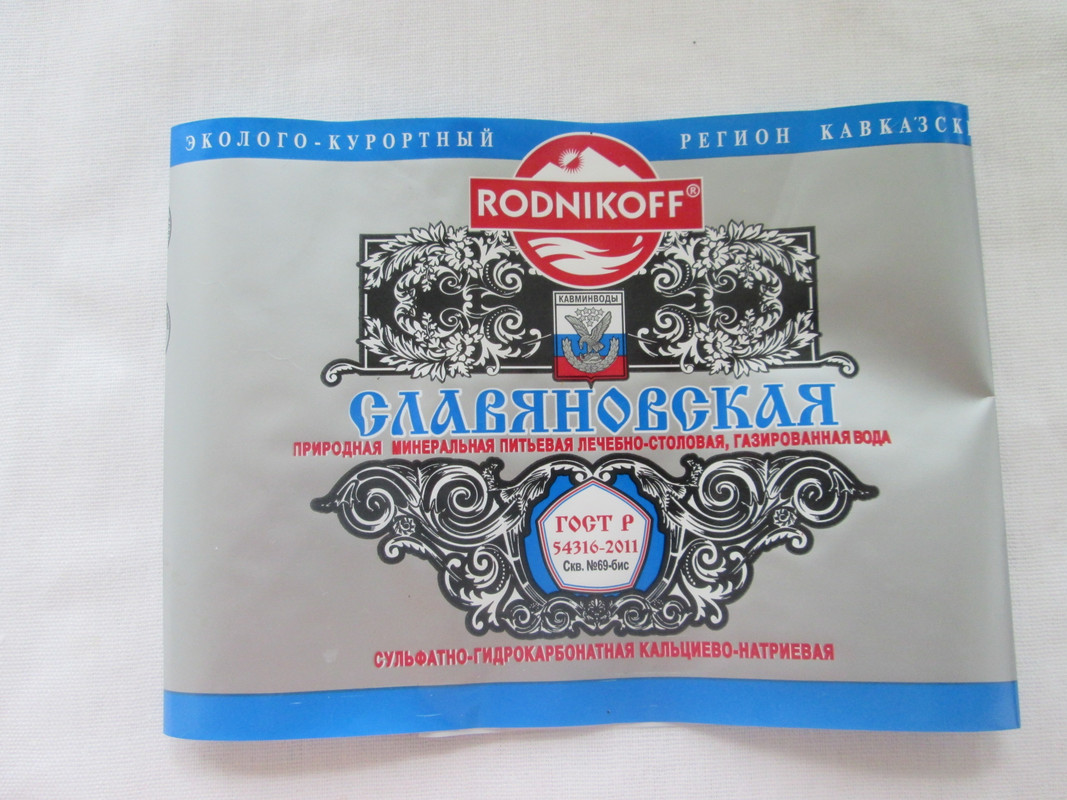 ЭКОЛОГО-КУРОРТНЫЙ РЕГИОН
RODNIKOFF®
КАВМИНВОДЫ
СЛАВЯНОВСКАЯ
ПРИРОДНАЯ МИНЕРАЛЬНАЯ ПИТЬЕВАЯ ЛЕЧЕБНО-СТОЛОВАЯ, ГАЗИРОВАННАЯ ВОДА
ГОСТ Р
54316-2011
Скв. №69-бис
СУЛЬФАТНО-ГИДРОКАРБОНАТНАЯ КАЛЬЦИЕВО-НАТРИЕВАЯ